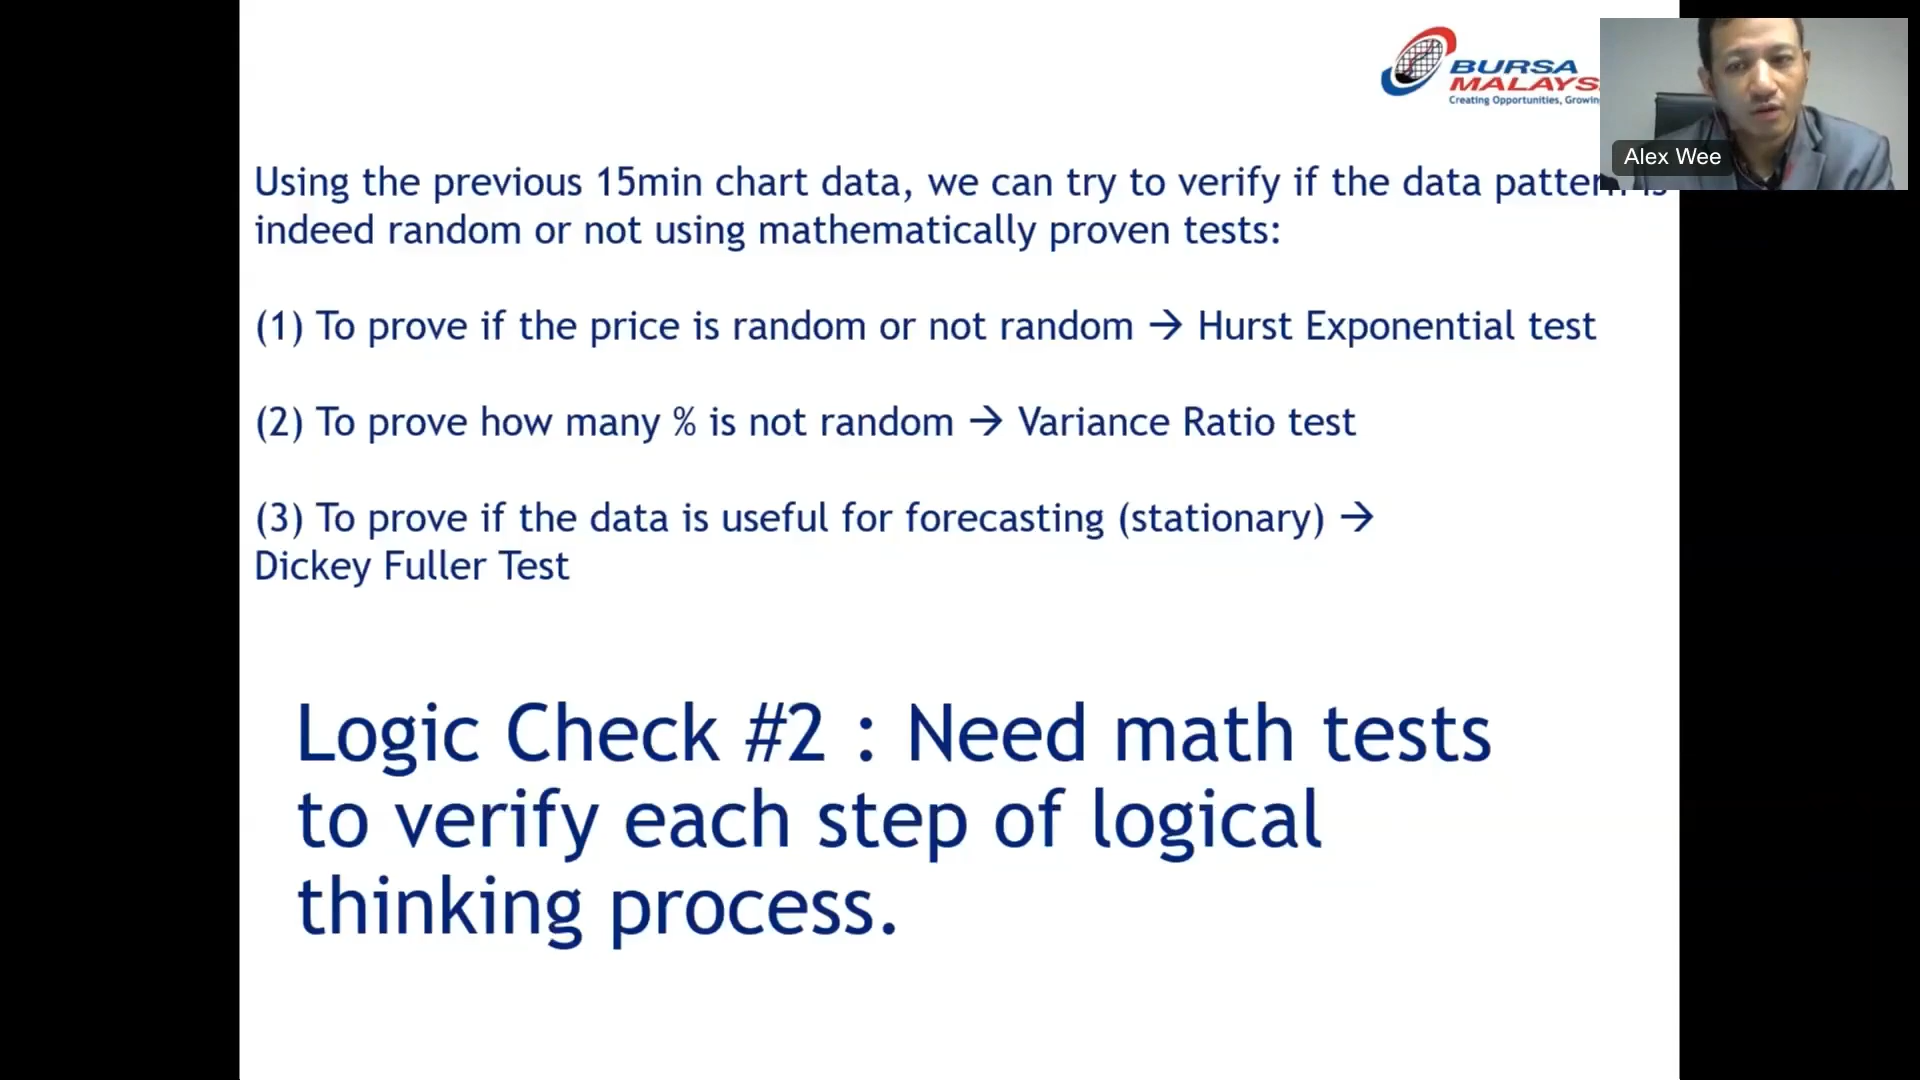 BURSA
MALAYS
Creating Opportunities, Growin
Alex Wee
Using the previous 15min chart data, we can try to verify if the data pattern is
indeed random or not using mathematically proven tests:
(1) To prove if the price is random or not random → Hurst Exponential test
(2) To prove how many % is not random → Variance Ratio test
(3) To prove if the data is useful for forecasting (stationary) →
Dickey Fuller Test
Logic Check #2 : Need math tests
to verify each step of logical
thinking process.